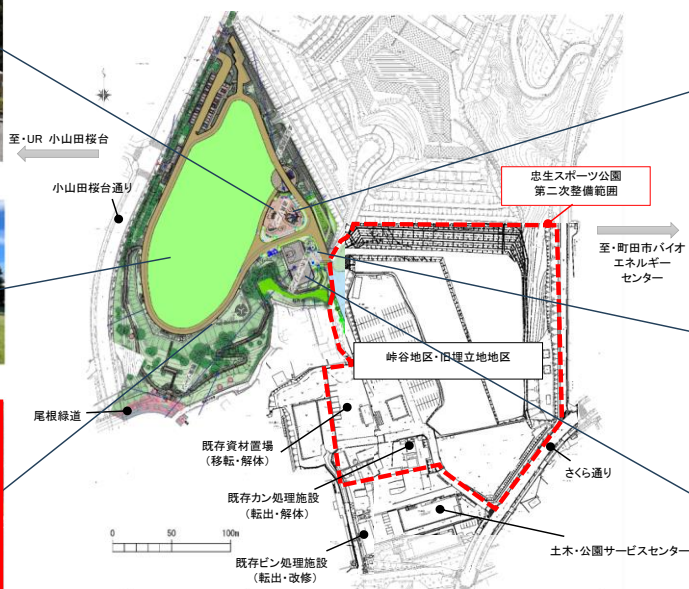 至・UR 小山田桜台
小山田桜台通り
忠生スポーツ公園
第二次整備範囲
至・町田市バイオ
エネルギー
センター
峠谷地区・旧埋立地地区
尾根緑道
既存資材置場
（移転・解体）
さくら通り
既存カン処理施設
（転出・解体）
0 50 100m
土木・公園サービスセンター
既存ビン処理施設
（転出・改修）